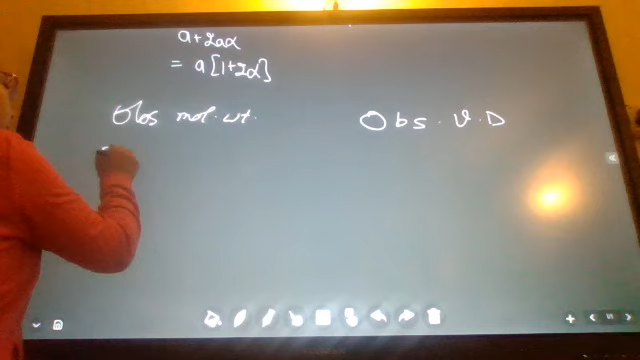 a+2aα
= a[1+2α]
Obs mol. wt.
Obs. V.D